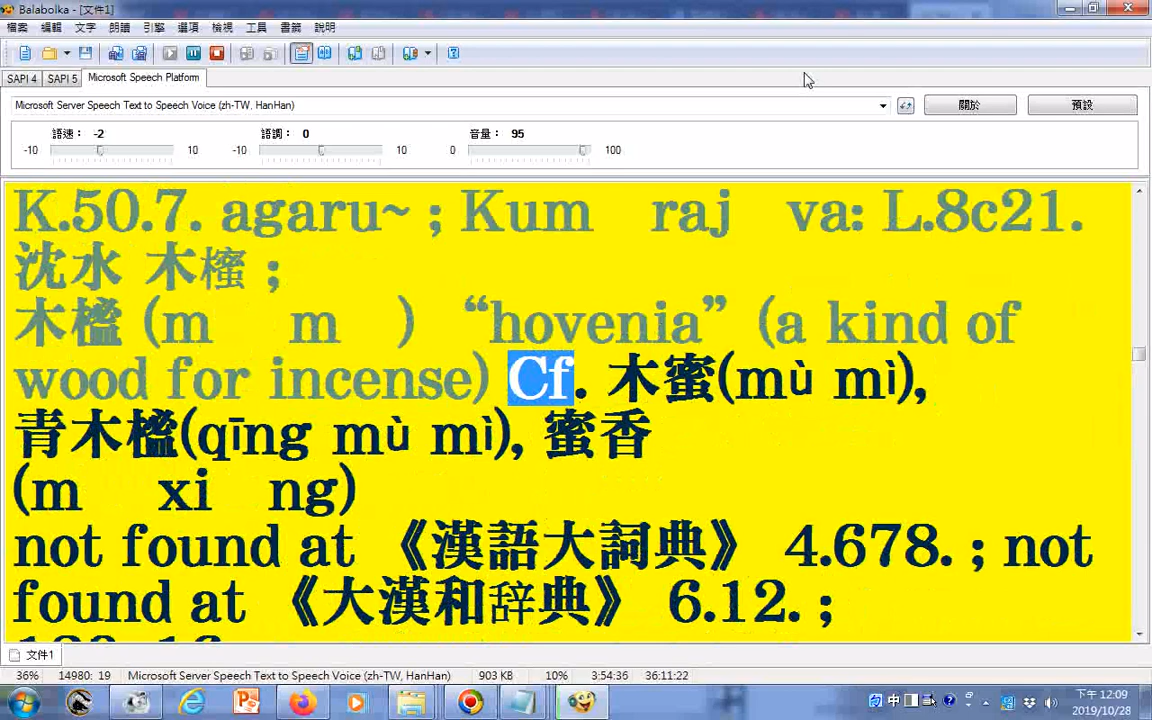 Balabolka - [文件1]
檔案 編輯 文字 朗讀 引擎 選項 檢視 工具 書籤 說明
SAPI 4 SAPI 5 Microsoft Speech Platform
Microsoft Server Speech Text to Speech Voice (zh-TW, HanHan) 關於 預設
語速: -2 語調: 0 音量: 95
-10 10 -10 10 0 100
K.50.7. agaru~ ; Kum raj va: L.8c21.
沈水 木櫁 ;
木櫁 (m m ) “hovenia” (a kind of
wood for incense) Cf. 木蜜(mù mì),
青木櫁(qīng mù mì), 蜜香
(m xi ng)
not found at 《漢語大詞典》 4.678. ; not
found at 《大漢和辞典》 6.12. ;
文件1
36% 14980: 19 Microsoft Server Speech Text to Speech Voice (zh-TW, HanHan) 903 KB 10% 3:54:36 36:11:22
中 下午 12:09
2019/10/28